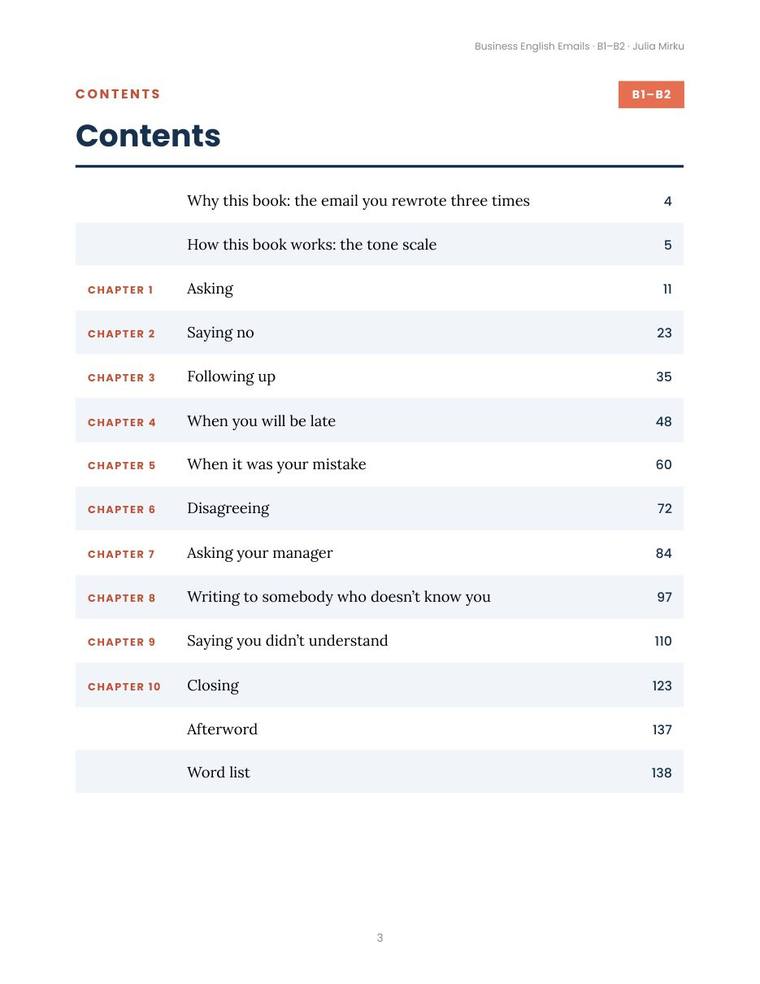 Business English Emails · B1–B2 · Julia Mirku
CONTENTS B1–B2
Contents
Why this book: the email you rewrote three times 4
How this book works: the tone scale 5
CHAPTER 1 Asking 11
CHAPTER 2 Saying no 23
CHAPTER 3 Following up 35
CHAPTER 4 When you will be late 48
CHAPTER 5 When it was your mistake 60
CHAPTER 6 Disagreeing 72
CHAPTER 7 Asking your manager 84
CHAPTER 8 Writing to somebody who doesn’t know you 97
CHAPTER 9 Saying you didn’t understand 110
CHAPTER 10 Closing 123
Afterword 137
Word list 138
3